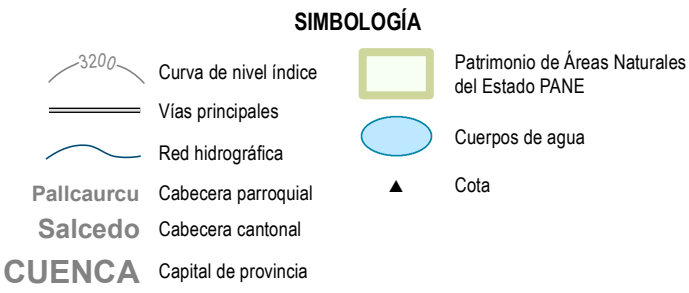 SIMBOLOGÍA
3200 Curva de nivel índice
Vías principales
Red hidrográfica
Pallcaurcu Cabecera parroquial
Salcedo Cabecera cantonal
CUENCA Capital de provincia
Patrimonio de Áreas Naturales
del Estado PANE
Cuerpos de agua
Cota